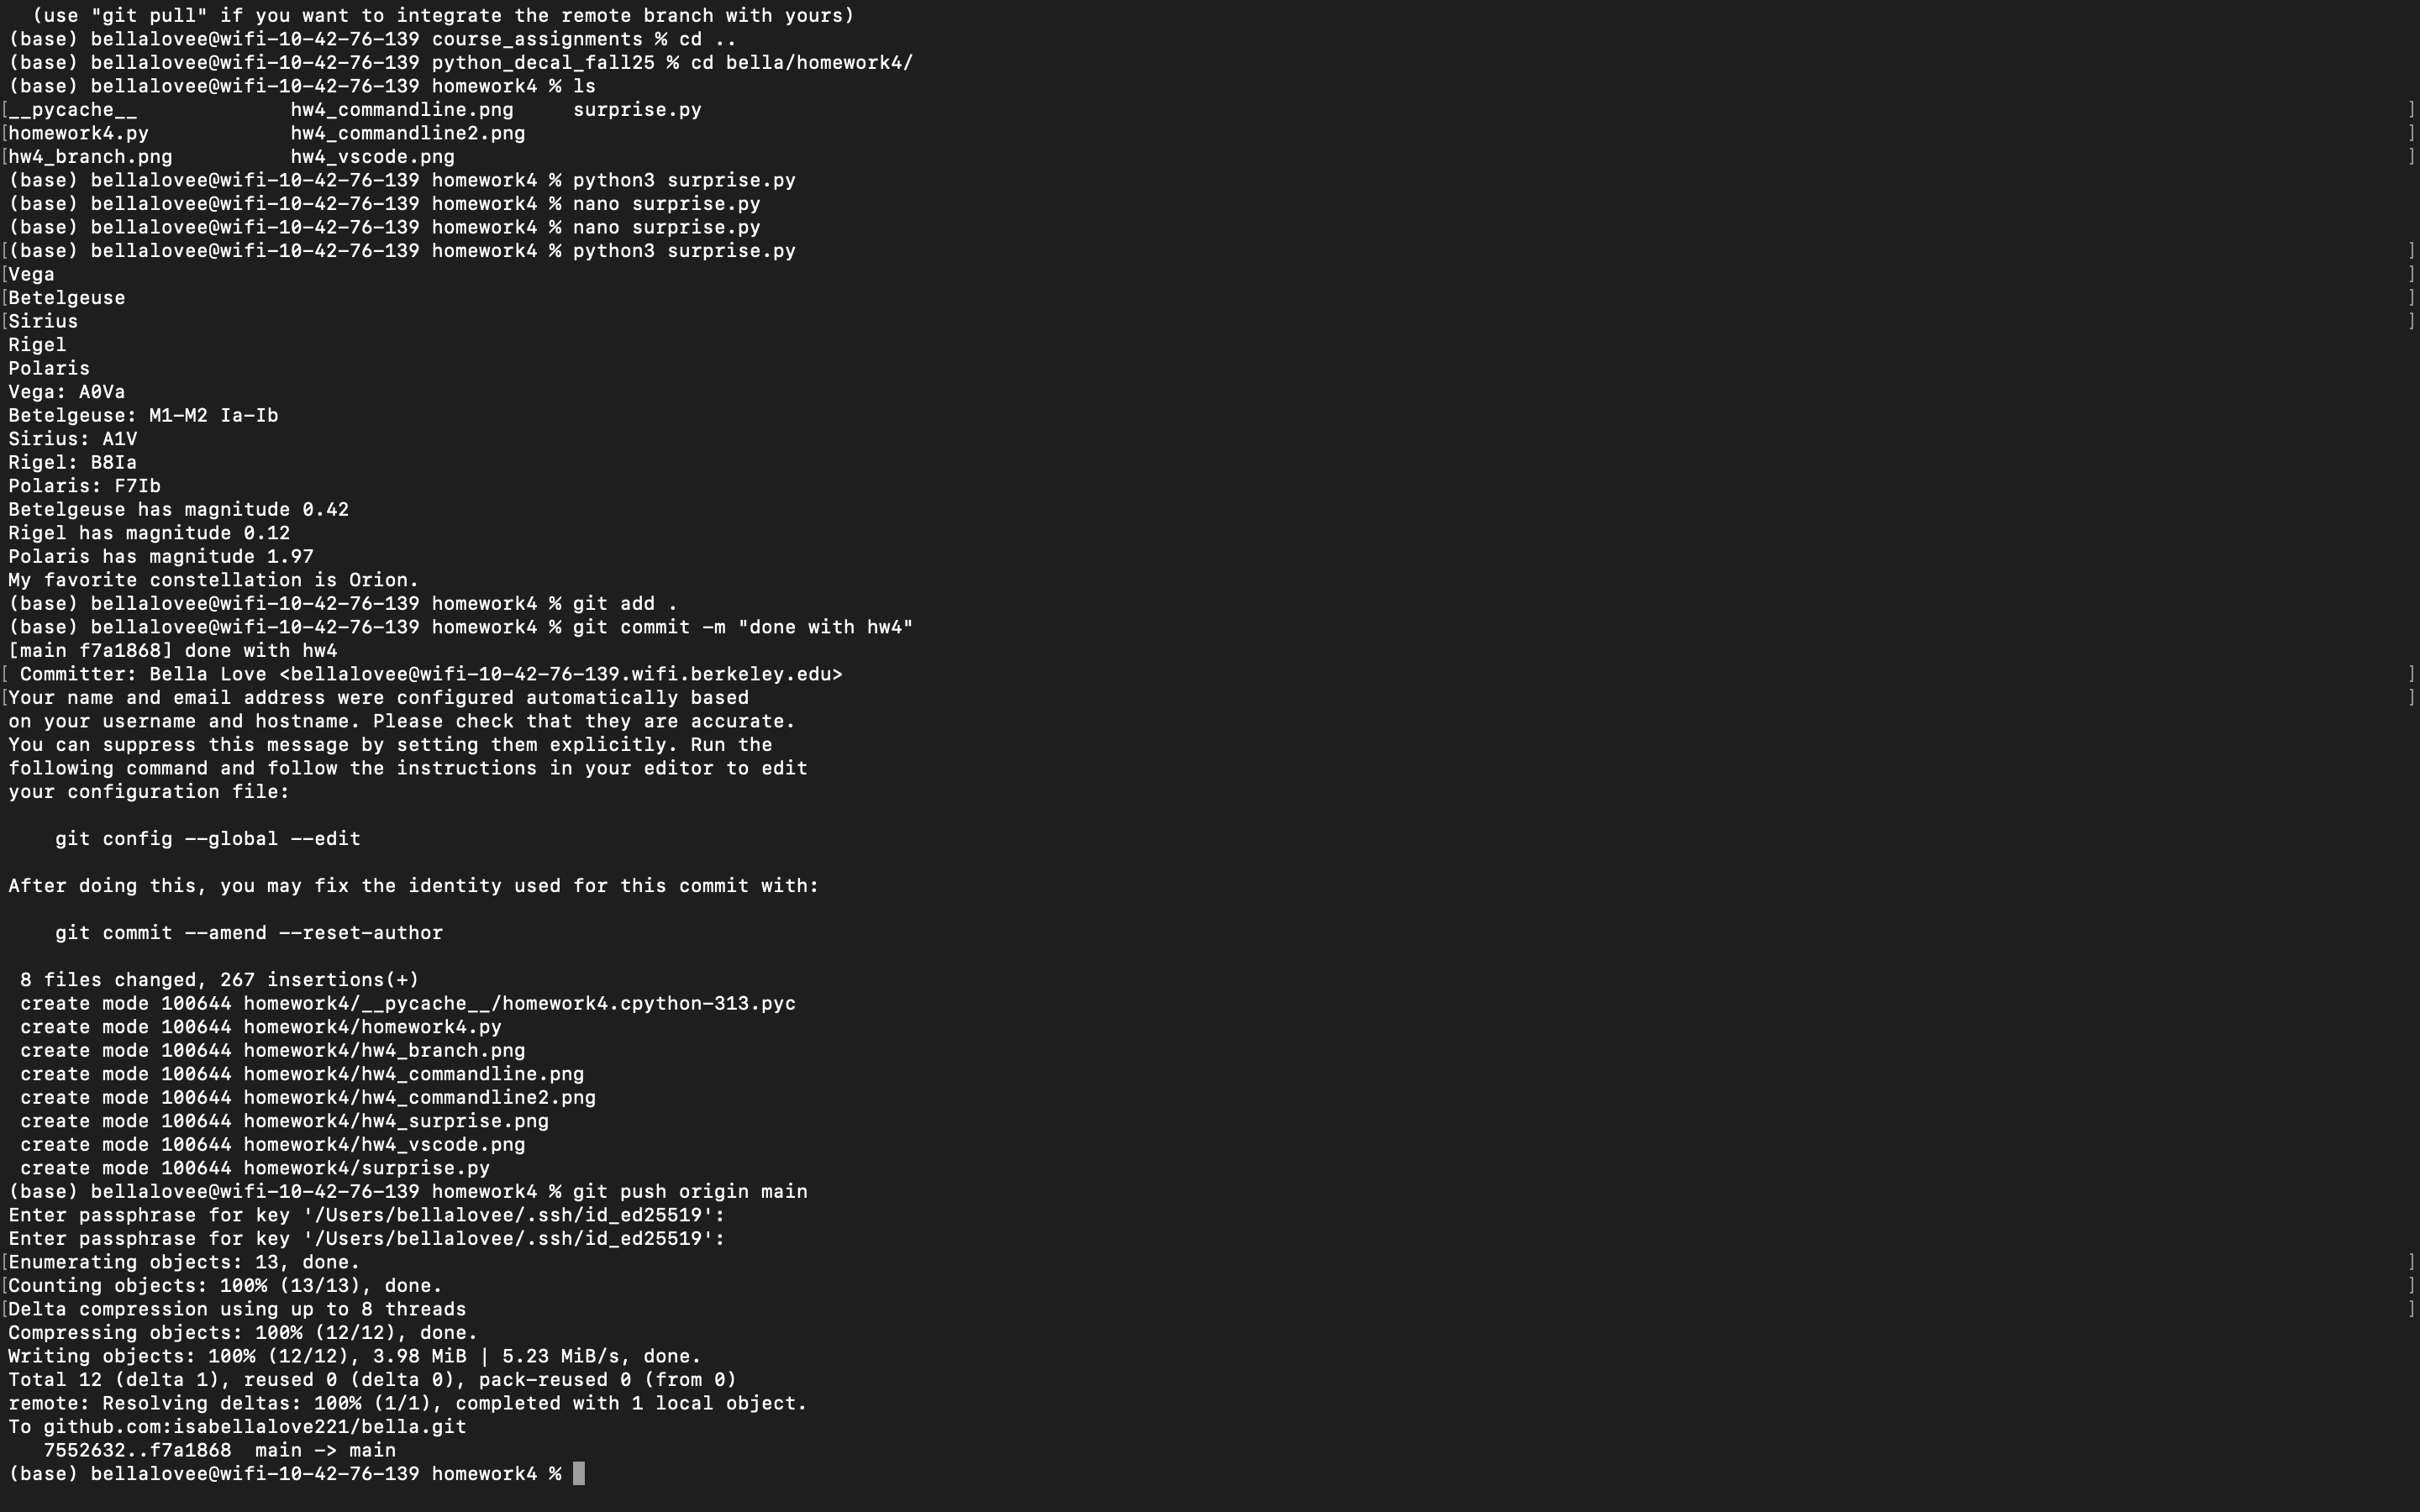 (use "git pull" if you want to integrate the remote branch with yours)
(base) bellalovee@wifi-10-42-76-139 course_assignments % cd ..
(base) bellalovee@wifi-10-42-76-139 python_decal_fall25 % cd bella/homework4/
(base) bellalovee@wifi-10-42-76-139 homework4 % ls
[__pycache__             hw4_commandline.png     surprise.py ]
[homework4.py            hw4_commandline2.png ]
[hw4_branch.png          hw4_vscode.png ]
(base) bellalovee@wifi-10-42-76-139 homework4 % python3 surprise.py
(base) bellalovee@wifi-10-42-76-139 homework4 % nano surprise.py
(base) bellalovee@wifi-10-42-76-139 homework4 % nano surprise.py
[(base) bellalovee@wifi-10-42-76-139 homework4 % python3 surprise.py ]
[Vega ]
[Betelgeuse ]
[Sirius ]
Rigel
Polaris
Vega: A0Va
Betelgeuse: M1-M2 Ia-Ib
Sirius: A1V
Rigel: B8Ia
Polaris: F7Ib
Betelgeuse has magnitude 0.42
Rigel has magnitude 0.12
Polaris has magnitude 1.97
My favorite constellation is Orion.
(base) bellalovee@wifi-10-42-76-139 homework4 % git add .
(base) bellalovee@wifi-10-42-76-139 homework4 % git commit -m "done with hw4"
[main f7a1868] done with hw4
[ Committer: Bella Love <bellalovee@wifi-10-42-76-139.wifi.berkeley.edu> ]
[Your name and email address were configured automatically based ]
on your username and hostname. Please check that they are accurate.
You can suppress this message by setting them explicitly. Run the
following command and follow the instructions in your editor to edit
your configuration file:

    git config --global --edit

After doing this, you may fix the identity used for this commit with:

    git commit --amend --reset-author

 8 files changed, 267 insertions(+)
 create mode 100644 homework4/__pycache__/homework4.cpython-313.pyc
 create mode 100644 homework4/homework4.py
 create mode 100644 homework4/hw4_branch.png
 create mode 100644 homework4/hw4_commandline.png
 create mode 100644 homework4/hw4_commandline2.png
 create mode 100644 homework4/hw4_surprise.png
 create mode 100644 homework4/hw4_vscode.png
 create mode 100644 homework4/surprise.py
(base) bellalovee@wifi-10-42-76-139 homework4 % git push origin main
Enter passphrase for key '/Users/bellalovee/.ssh/id_ed25519':
Enter passphrase for key '/Users/bellalovee/.ssh/id_ed25519':
[Enumerating objects: 13, done. ]
[Counting objects: 100% (13/13), done. ]
[Delta compression using up to 8 threads ]
Compressing objects: 100% (12/12), done.
Writing objects: 100% (12/12), 3.98 MiB | 5.23 MiB/s, done.
Total 12 (delta 1), reused 0 (delta 0), pack-reused 0 (from 0)
remote: Resolving deltas: 100% (1/1), completed with 1 local object.
To github.com:isabellalove221/bella.git
   7552632..f7a1868  main -> main
(base) bellalovee@wifi-10-42-76-139 homework4 %